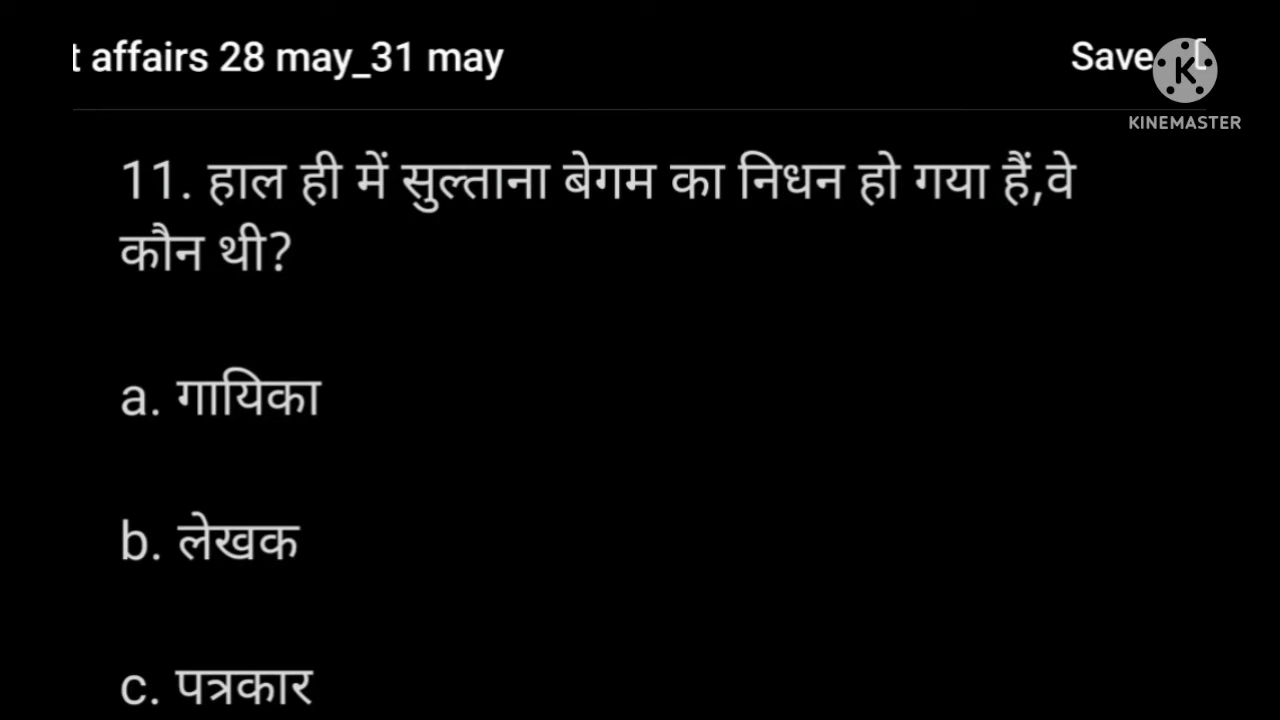 t affairs 28 may_31 may
Save
KINEMASTER
11. हाल ही में सुल्ताना बेगम का निधन हो गया हैं,वे
कौन थी?
a. गायिका
b. लेखक
c. पत्रकार